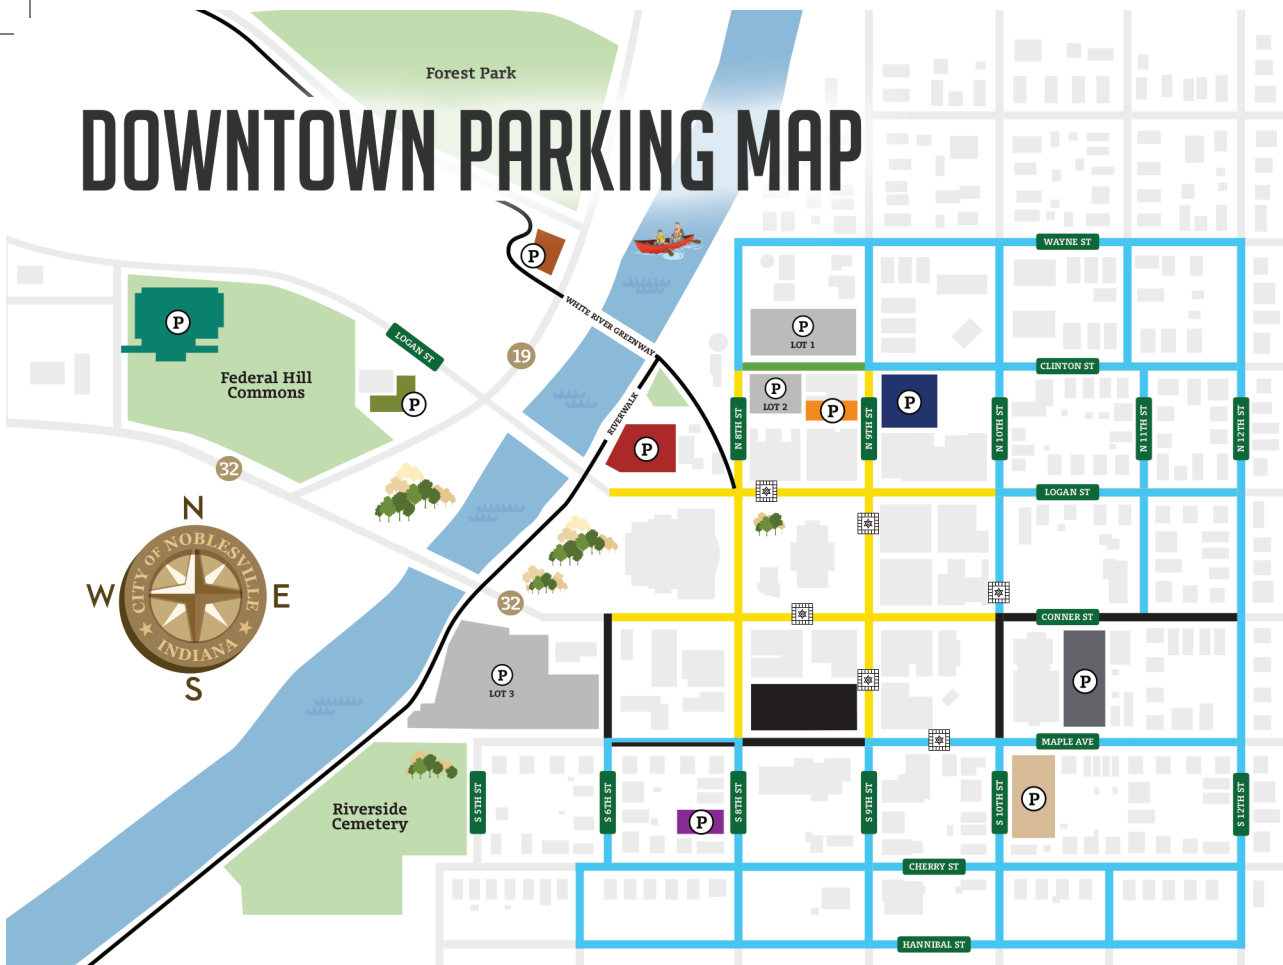 Forest Park
DOWNTOWN PARKING MAP
WAYNE ST
P
WHITE RIVER GREENWAY
P
LOGAN ST
P
LOT 1
19
CLINTON ST
Federal Hill
Commons
P
P
LOT 2
P
P
RIVERWALK
N 8TH ST
N 9TH ST
N 10TH ST
N 11TH ST
N 12TH ST
P
32
LOGAN ST
N
CITY OF NOBLESVILLE
INDIANA
W
E
S
32
CONNER ST
P
LOT 3
P
MAPLE AVE
Riverside
Cemetery
S 5TH ST
S 6TH ST
P
S 8TH ST
S 9TH ST
S 10TH ST
P
S 12TH ST
CHERRY ST
HANNIBAL ST